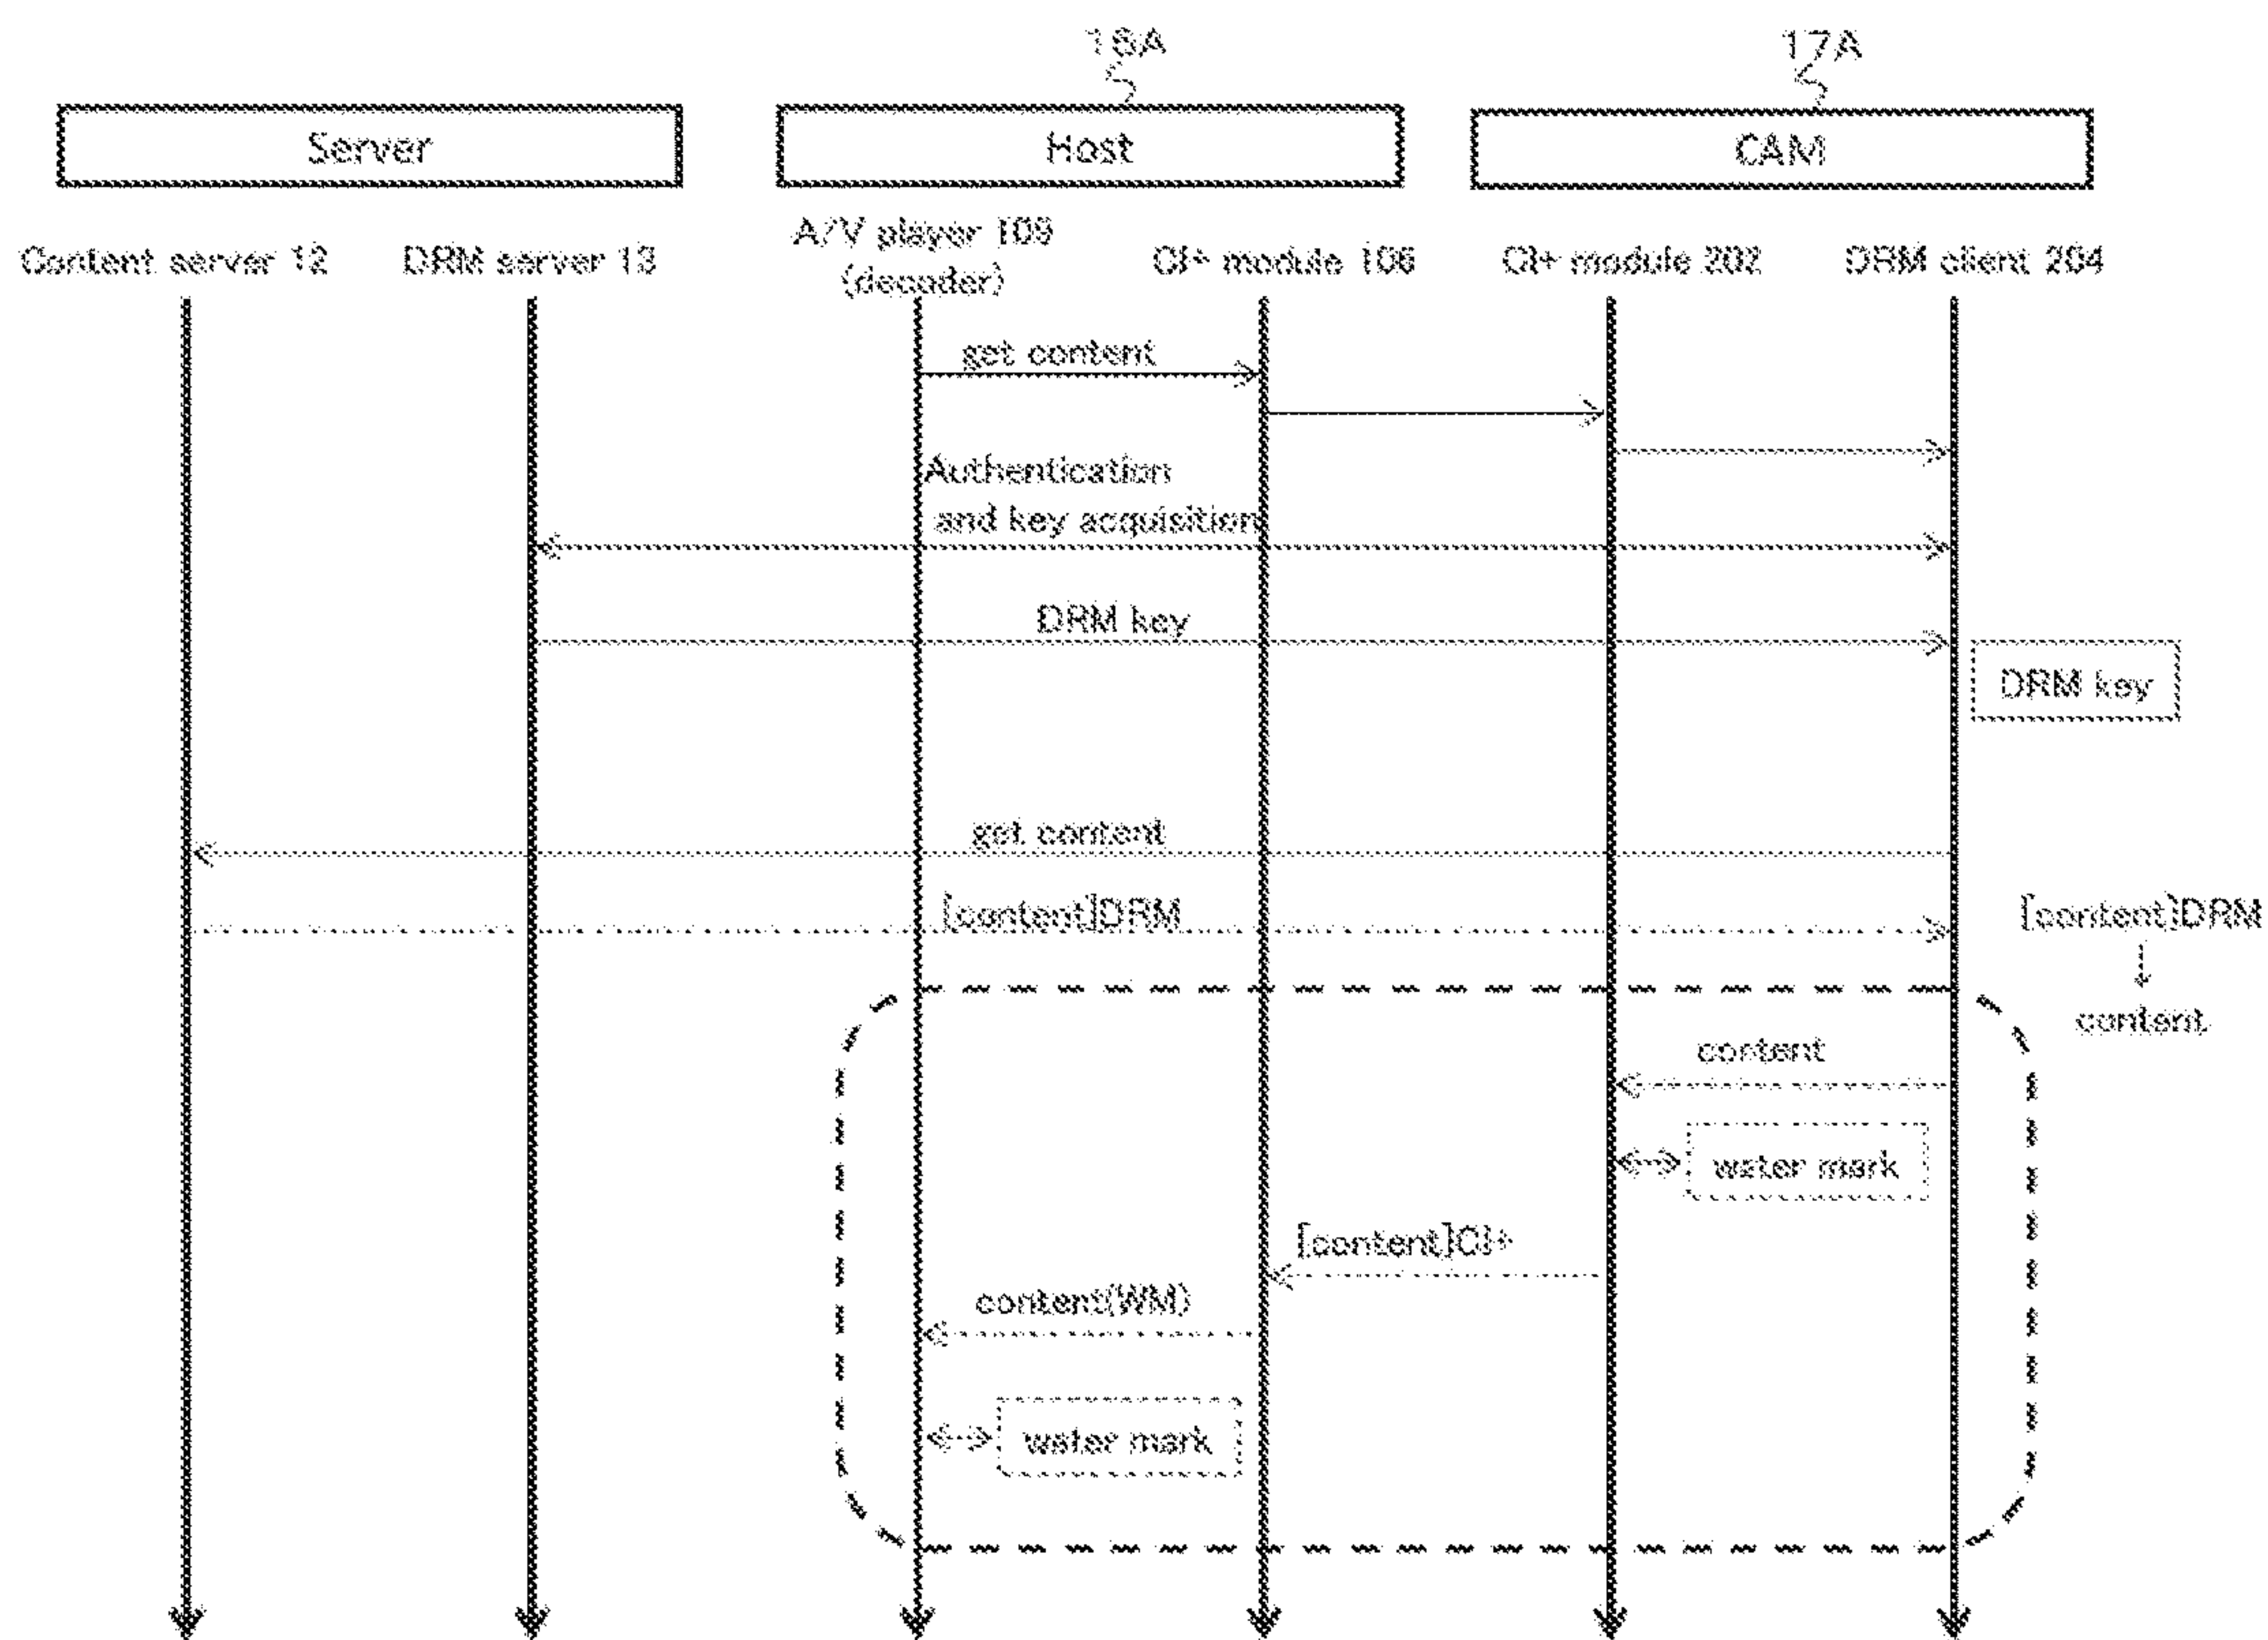 17A
Server
Host
CAM
Content server 12
DRM server 13
A/V player 109
(decoder)
CI+ module 106
CI+ module 202
DRM client 204
get content
Authentication
and key acquisition
DRM key
DRM key
get content
[content]DRM
[content]DRM
content
content
water mark
[content]CI+
content(WM)
water mark